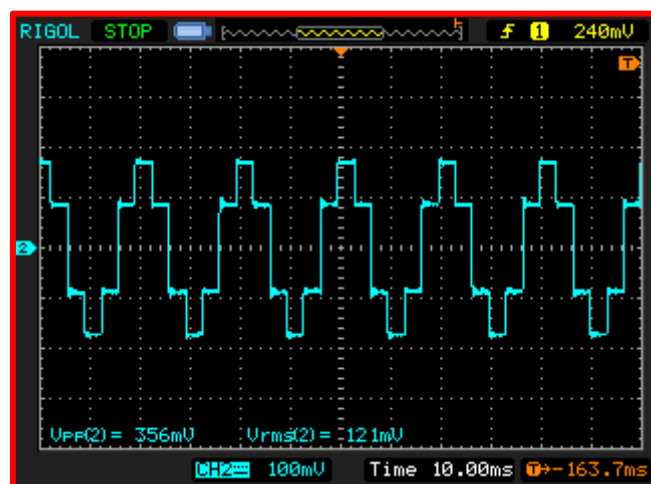 RIGOL STOP 1 240mV
T
2
Vpp(2)= 356mV Vrms(2)= 121mV
CH2 100mV Time 10.00ms T→-163.7ms